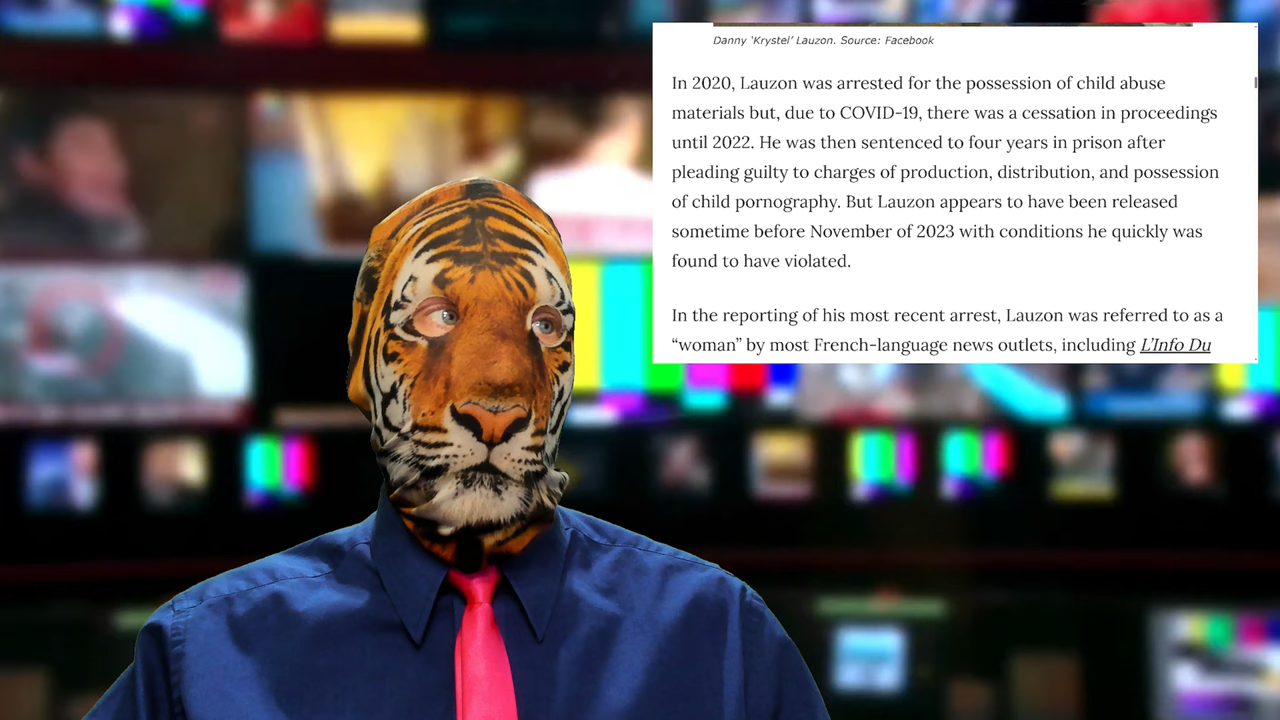 Danny ‘Krystel’ Lauzon. Source: Facebook
In 2020, Lauzon was arrested for the possession of child abuse
materials but, due to COVID-19, there was a cessation in proceedings
until 2022. He was then sentenced to four years in prison after
pleading guilty to charges of production, distribution, and possession
of child pornography. But Lauzon appears to have been released
sometime before November of 2023 with conditions he quickly was
found to have violated.
In the reporting of his most recent arrest, Lauzon was referred to as a
“woman” by most French-language news outlets, including L’Info Du